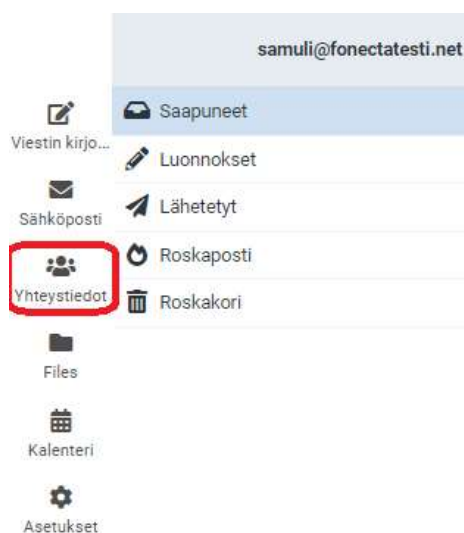 samuli@fonectatesti.net
Viestin kirjo...
Sähköposti
Yhteystiedot
Files
Kalenteri
Asetukset
Saapuneet
Luonnokset
Lähetetyt
Roskaposti
Roskakori